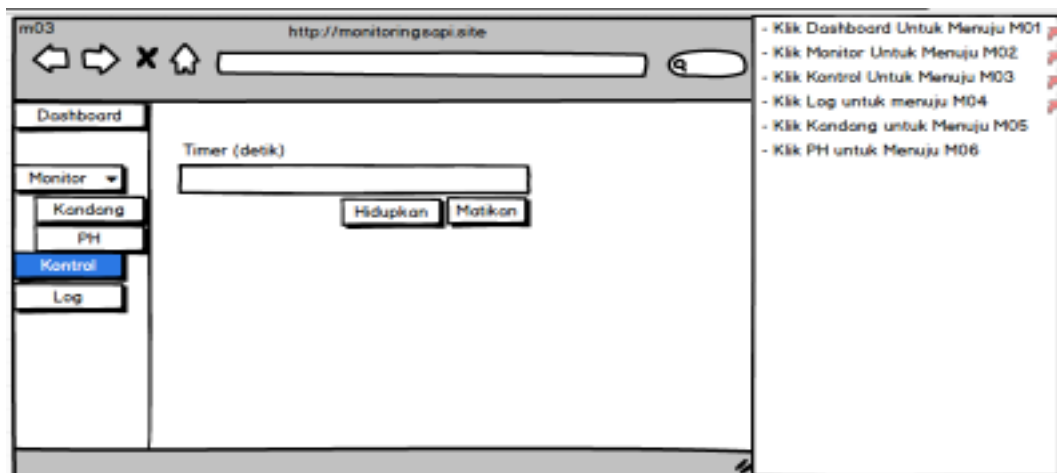 m03
http://monitoringsapi.site
Dashboard
Monitor
Kandang
PH
Kontrol
Log
Timer (detik)
Hidupkan
Matikan
- Klik Dashboard Untuk Menuju M01
- Klik Monitor Untuk Menuju M02
- Klik Kontrol Untuk Menuju M03
- Klik Log untuk menuju M04
- Klik Kandang untuk Menuju M05
- Klik PH untuk Menuju M06